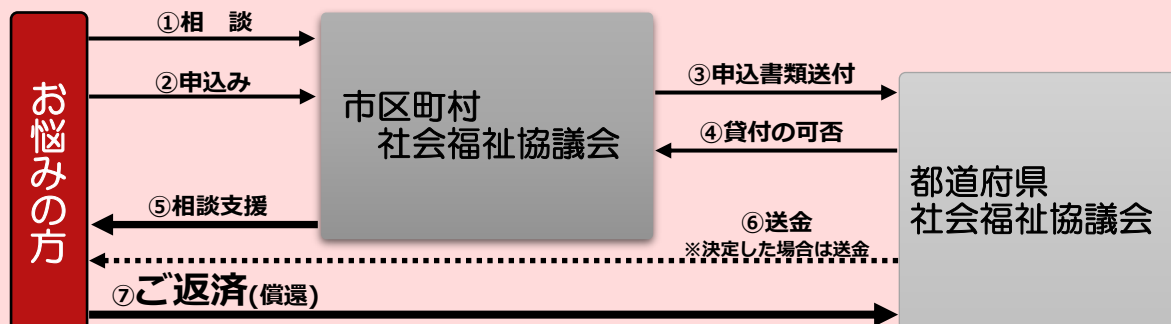 お悩みの方
①相　談
②申込み
市区町村
社会福祉協議会
③申込書類送付
④貸付の可否
都道府県
社会福祉協議会
⑤相談支援
⑥送金
※決定した場合は送金
⑦ご返済(償還)